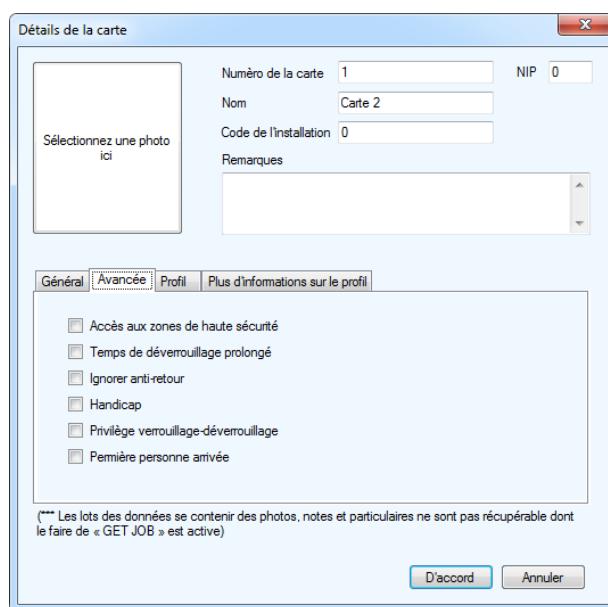 Détails de la carte
Sélectionnez une photo
ici
Numèro de la carte 1 NIP 0
Nom Carte 2
Code de l'installation 0
Remarques
Général Avancée Profil Plus d'informations sur le profil
Accès aux zones de haute sécurité
Temps de déverrouillage prolongé
Ignorer anti-retour
Handicap
Privilège verrouillage-déverrouillage
Permière personne arrivée
(*** Les lots des données se contenir des photos, notes et particulaires ne sont pas récupérable dont
le faire de « GET JOB » est active)
D'accord Annuler